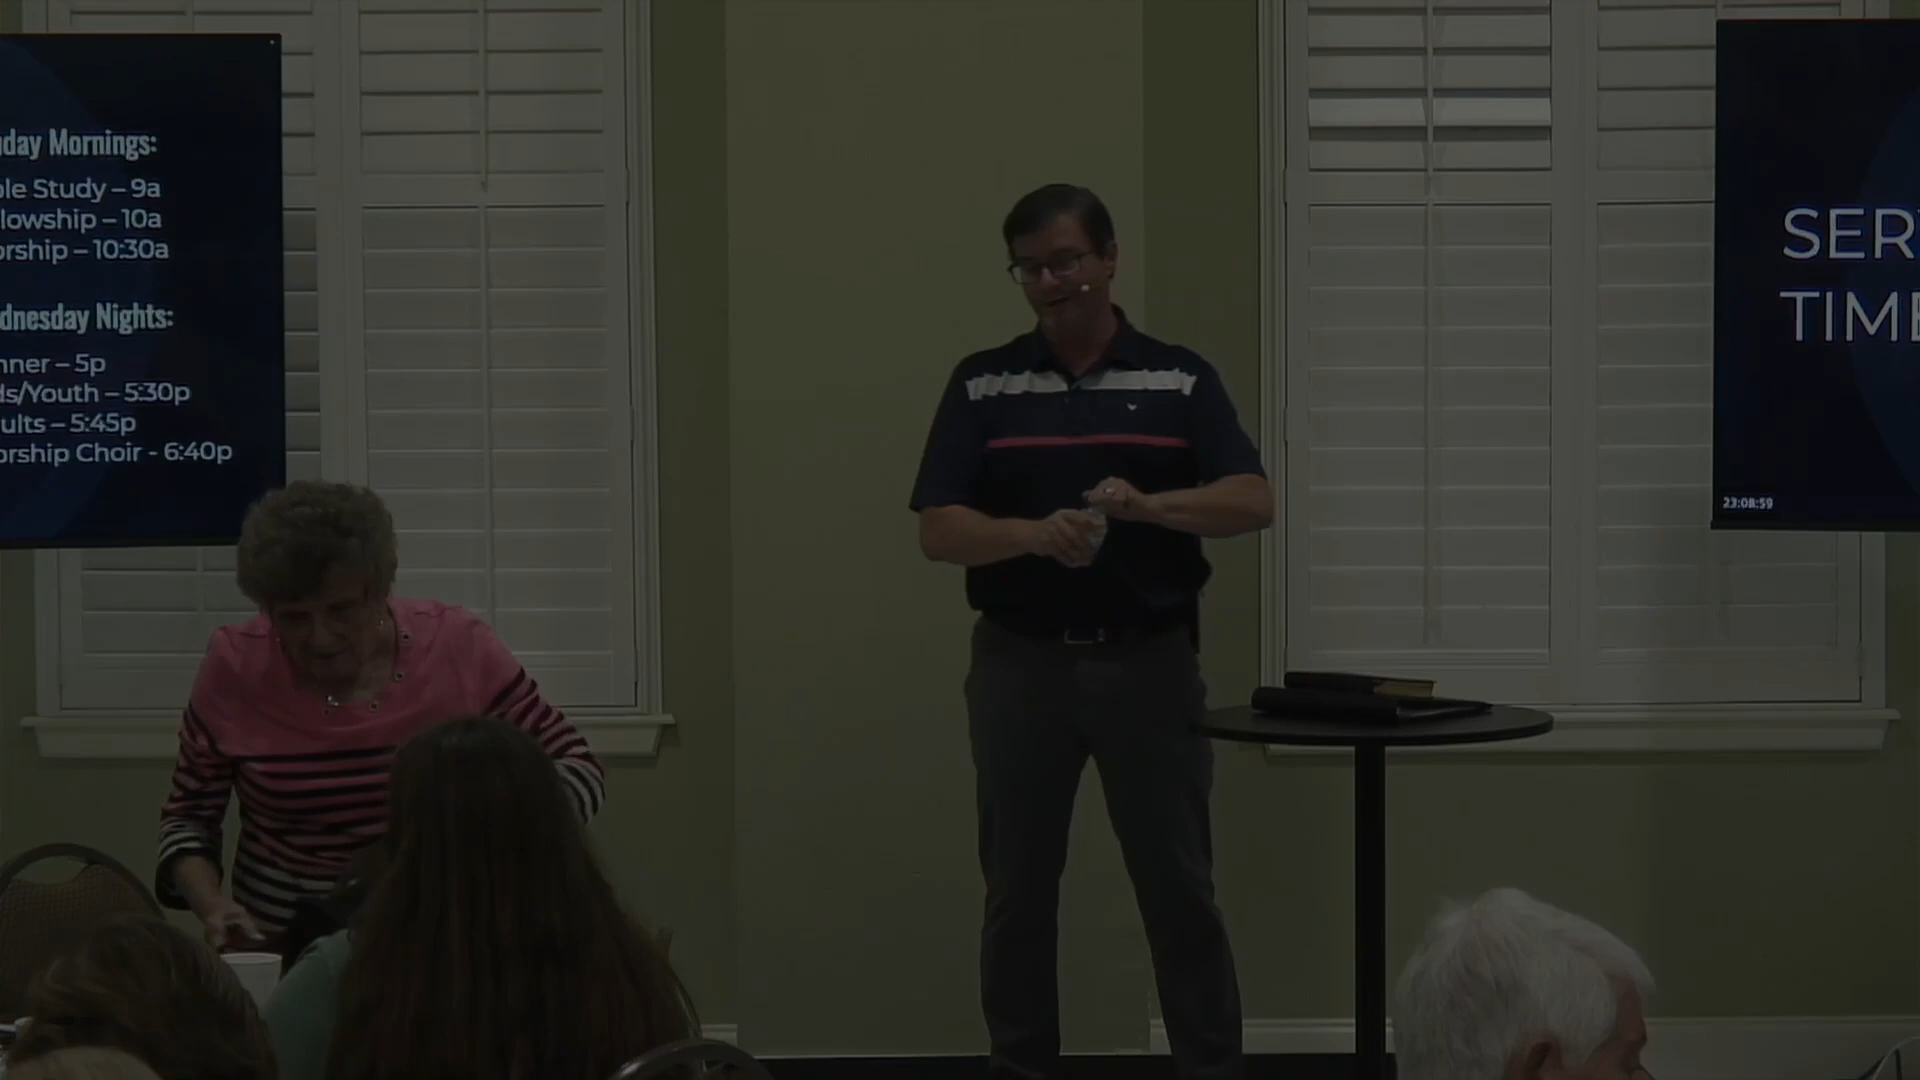 day Mornings:
ble Study – 9a
llowship – 10a
orship – 10:30a
dnesday Nights:
nner – 5p
ds/Youth – 5:30p
ults – 5:45p
orship Choir - 6:40p
SER
TIME
23:08:59